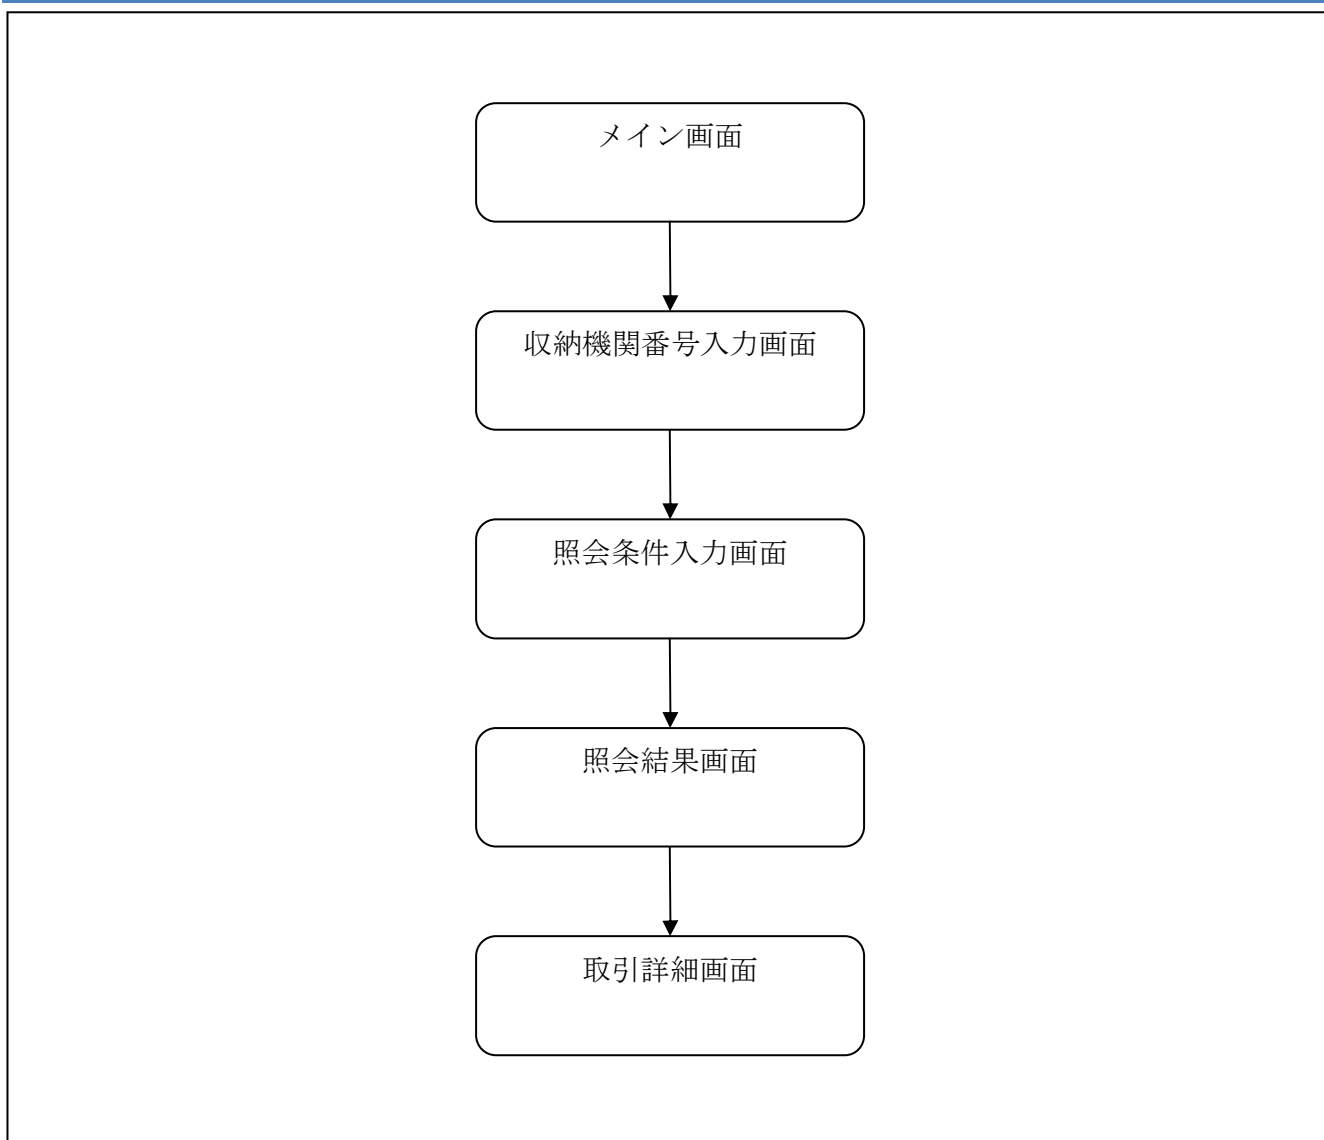 メイン画面
収納機関番号入力画面
照会条件入力画面
照会結果画面
取引詳細画面